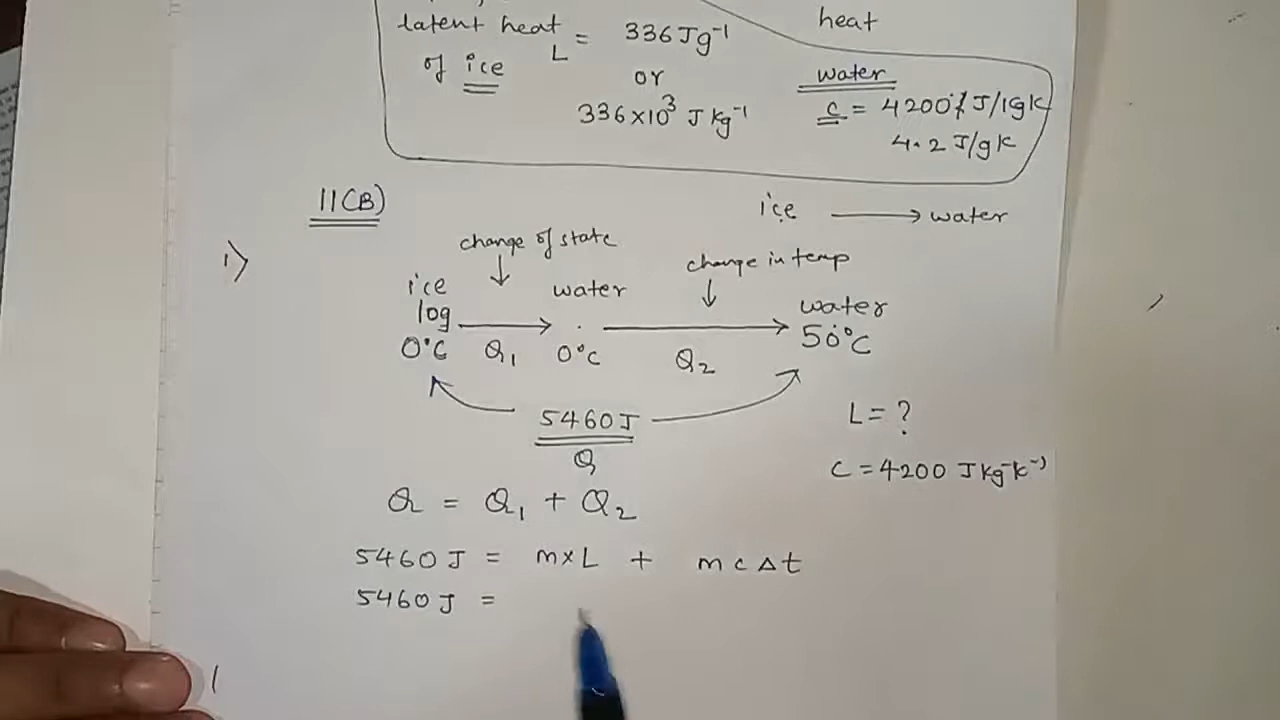 latent heat L = 336 Jg⁻¹
of ice
or
336×10³ J kg⁻¹
heat
water
c = 4200 J/kgK
4.2 J/gK
11(B)
ice → water
1)
change of state
change in temp
ice water water
10g
0°C Q₁ 0°C Q₂ 50°C
5460J
Q
L = ?
C = 4200 J kg⁻¹K⁻¹
Q = Q₁ + Q₂
5460 J = m×L + mcΔt
5460 J =